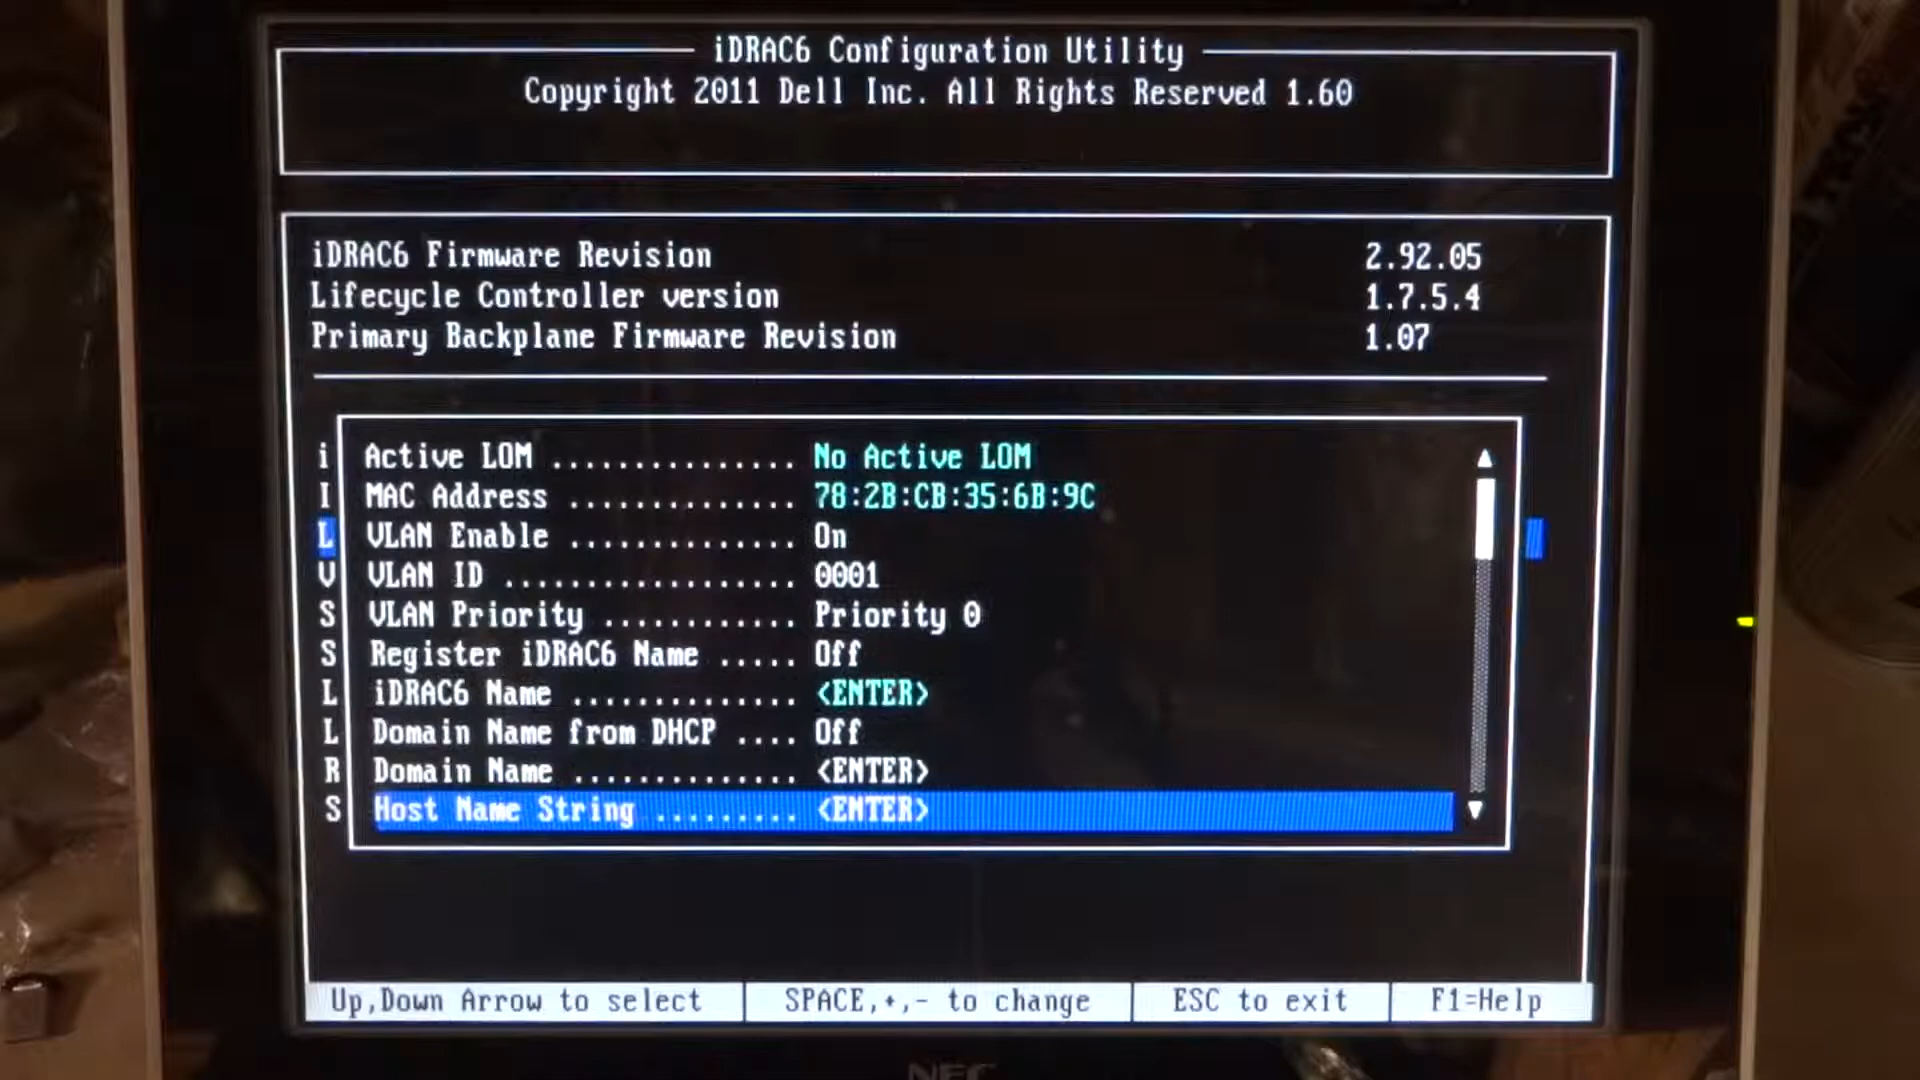 iDRAC6 Configuration Utility
Copyright 2011 Dell Inc. All Rights Reserved 1.60
iDRAC6 Firmware Revision 2.92.05
Lifecycle Controller version 1.7.5.4
Primary Backplane Firmware Revision 1.07
i Active LOM ............... No Active LOM
I MAC Address .............. 78:2B:CB:35:6B:9C
L VLAN Enable .............. On
V VLAN ID .................. 0001
S VLAN Priority ............ Priority 0
S Register iDRAC6 Name ..... Off
L iDRAC6 Name .............. <ENTER>
L Domain Name from DHCP .... Off
R Domain Name .............. <ENTER>
S Host Name String ......... <ENTER>
Up,Down Arrow to select SPACE,+,- to change ESC to exit F1=Help
NEC